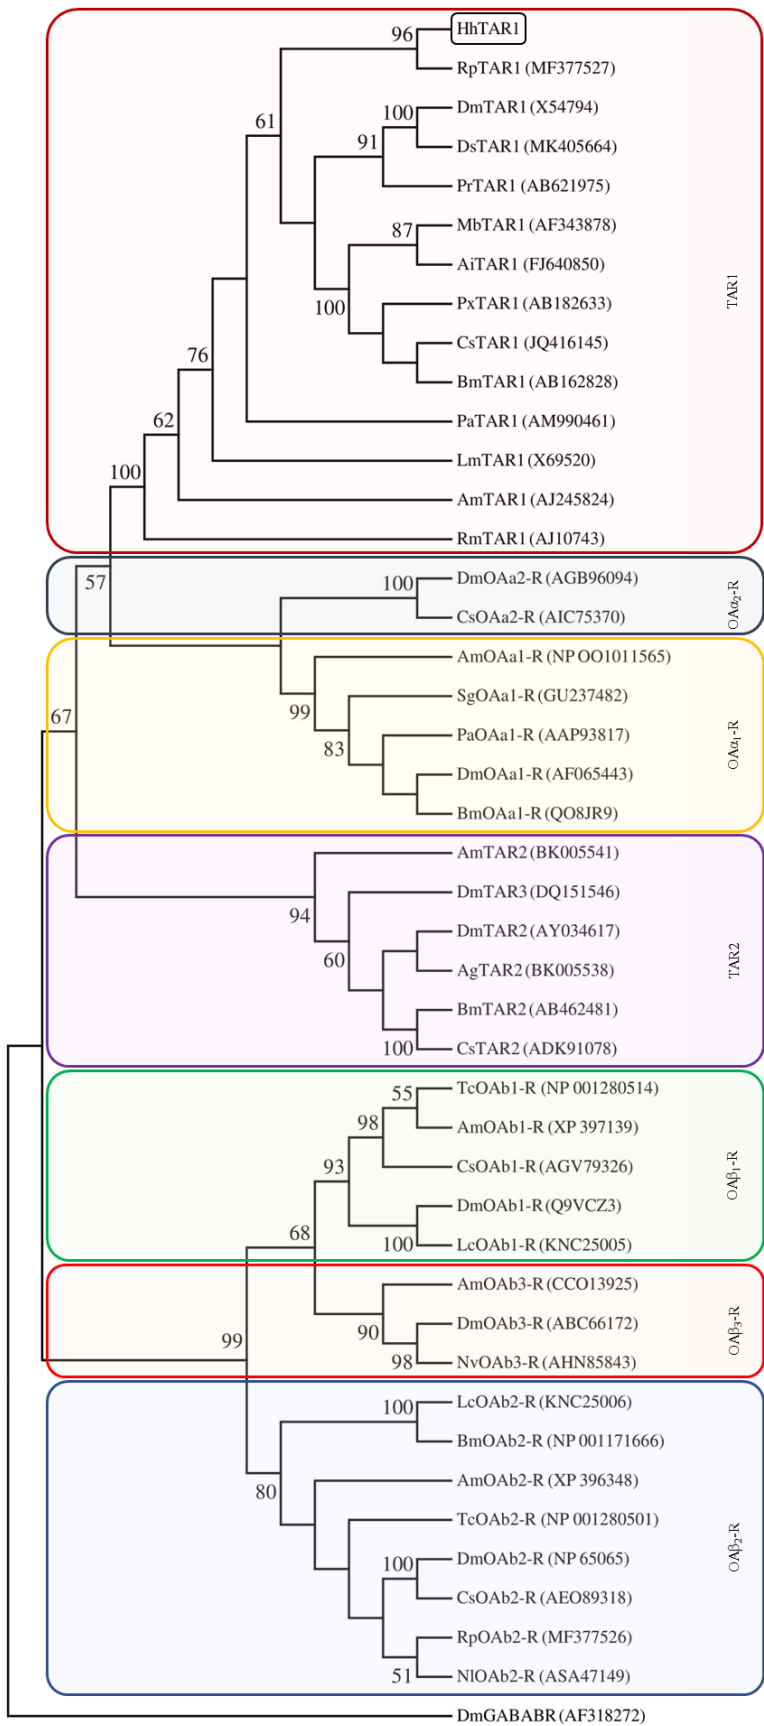 96
HhTAR1
RpTAR1 (MF377527)
61
100
DmTAR1 (X54794)
91
DsTAR1 (MK405664)
PrTAR1 (AB621975)
87
MbTAR1 (AF343878)
AiTAR1 (FJ640850)
100
PxTAR1 (AB182633)
CsTAR1 (JQ416145)
76
BmTAR1 (AB162828)
62
PaTAR1 (AM990461)
100
LmTAR1 (X69520)
AmTAR1 (AJ245824)
RmTAR1 (AJ10743)
TAR1
57
100
DmOAa2-R (AGB96094)
CsOAa2-R (AIC75370)
OAα2-R
67
99
AmOAa1-R (NP OO1011565)
SgOAa1-R (GU237482)
83
PaOAa1-R (AAP93817)
DmOAa1-R (AF065443)
BmOAa1-R (QO8JR9)
OAα1-R
94
AmTAR2 (BK005541)
DmTAR3 (DQ151546)
60
DmTAR2 (AY034617)
AgTAR2 (BK005538)
BmTAR2 (AB462481)
100
CsTAR2 (ADK91078)
TAR2
55
TcOAb1-R (NP 001280514)
98
AmOAb1-R (XP 397139)
93
CsOAb1-R (AGV79326)
68
DmOAb1-R (Q9VCZ3)
100
LcOAb1-R (KNC25005)
OAβ1-R
AmOAb3-R (CCO13925)
99
90
DmOAb3-R (ABC66172)
98
NvOAb3-R (AHN85843)
OAβ3-R
100
LcOAb2-R (KNC25006)
BmOAb2-R (NP 001171666)
80
AmOAb2-R (XP 396348)
TcOAb2-R (NP 001280501)
100
DmOAb2-R (NP 65065)
CsOAb2-R (AEO89318)
RpOAb2-R (MF377526)
51
NlOAb2-R (ASA47149)
OAβ2-R
DmGABABR (AF318272)